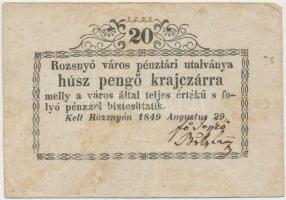 20
Rozsnyó város pénztári utalványa
húsz pengő krajczárra
melly a város által teljes értékű s fo-
lyó pénzzel biztosittatik.
Kelt Rozsnyón 1849 Augustus 29.